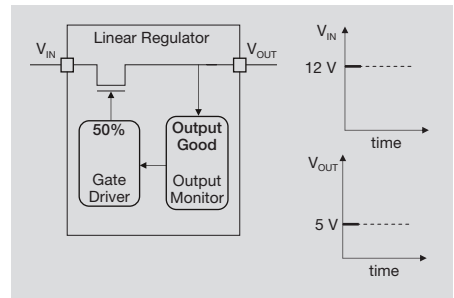 Linear Regulator
V_IN
V_OUT
50%
Gate
Driver
Output
Good
Output
Monitor
V_IN
12 V
time
V_OUT
5 V
time